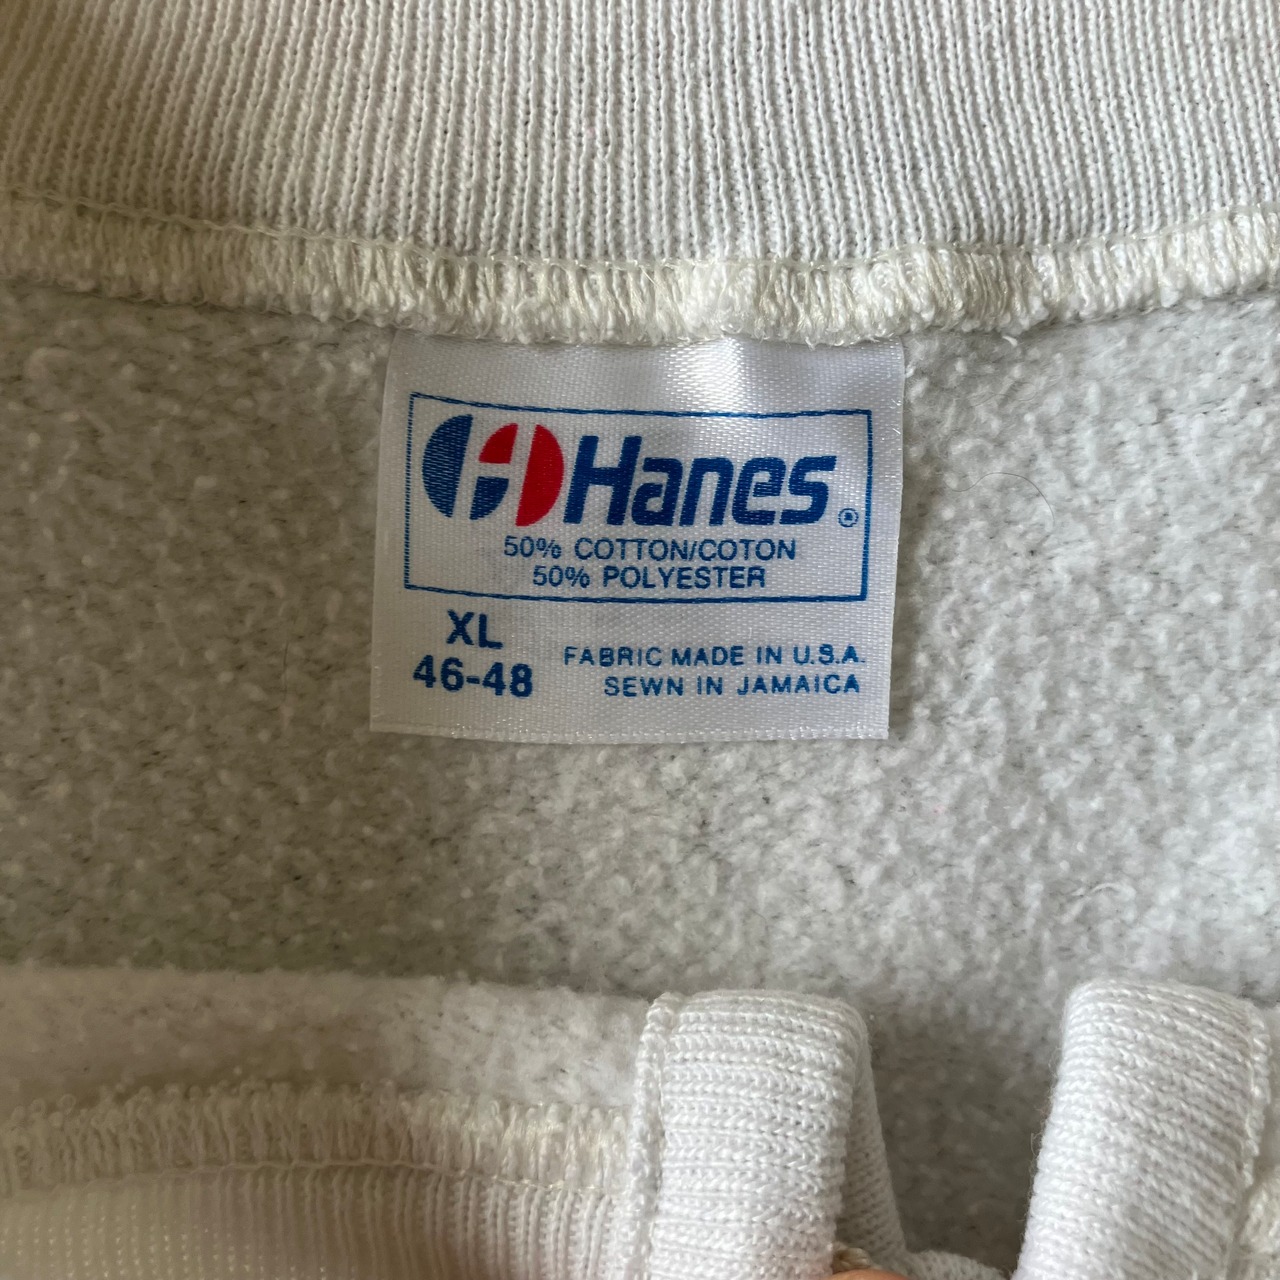 Hanes®
50% COTTON/COTON
50% POLYESTER
XL
46-48
FABRIC MADE IN U.S.A.
SEWN IN JAMAICA